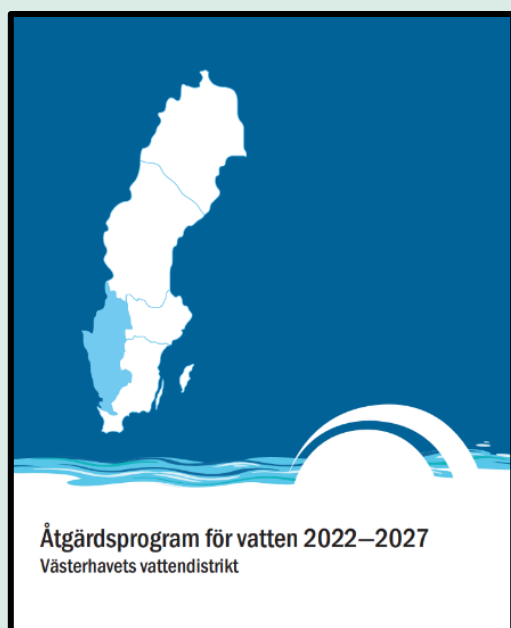 Åtgärdsprogram för vatten 2022—2027
Västerhavets vattendistrikt